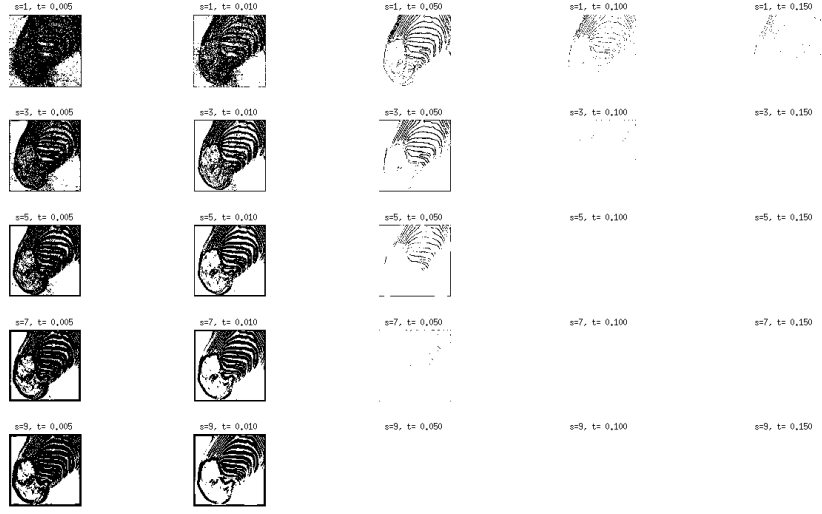 s=1, t= 0.005 s=1, t= 0.010 s=1, t= 0.050 s=1, t= 0.100 s=1, t= 0.150
s=3, t= 0.005 s=3, t= 0.010 s=3, t= 0.050 s=3, t= 0.100 s=3, t= 0.150
s=5, t= 0.005 s=5, t= 0.010 s=5, t= 0.050 s=5, t= 0.100 s=5, t= 0.150
s=7, t= 0.005 s=7, t= 0.010 s=7, t= 0.050 s=7, t= 0.100 s=7, t= 0.150
s=9, t= 0.005 s=9, t= 0.010 s=9, t= 0.050 s=9, t= 0.100 s=9, t= 0.150